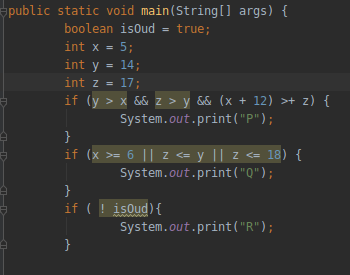 public static void main(String[] args) {
boolean isOud = true;
int x = 5;
int y = 14;
int z = 17;
if (y > x && z > y && (x + 12) >+ z) {
System.out.print("P");
}
if (x >= 6 || z <= y || z <= 18) {
System.out.print("Q");
}
if ( ! isOud){
System.out.print("R");
}